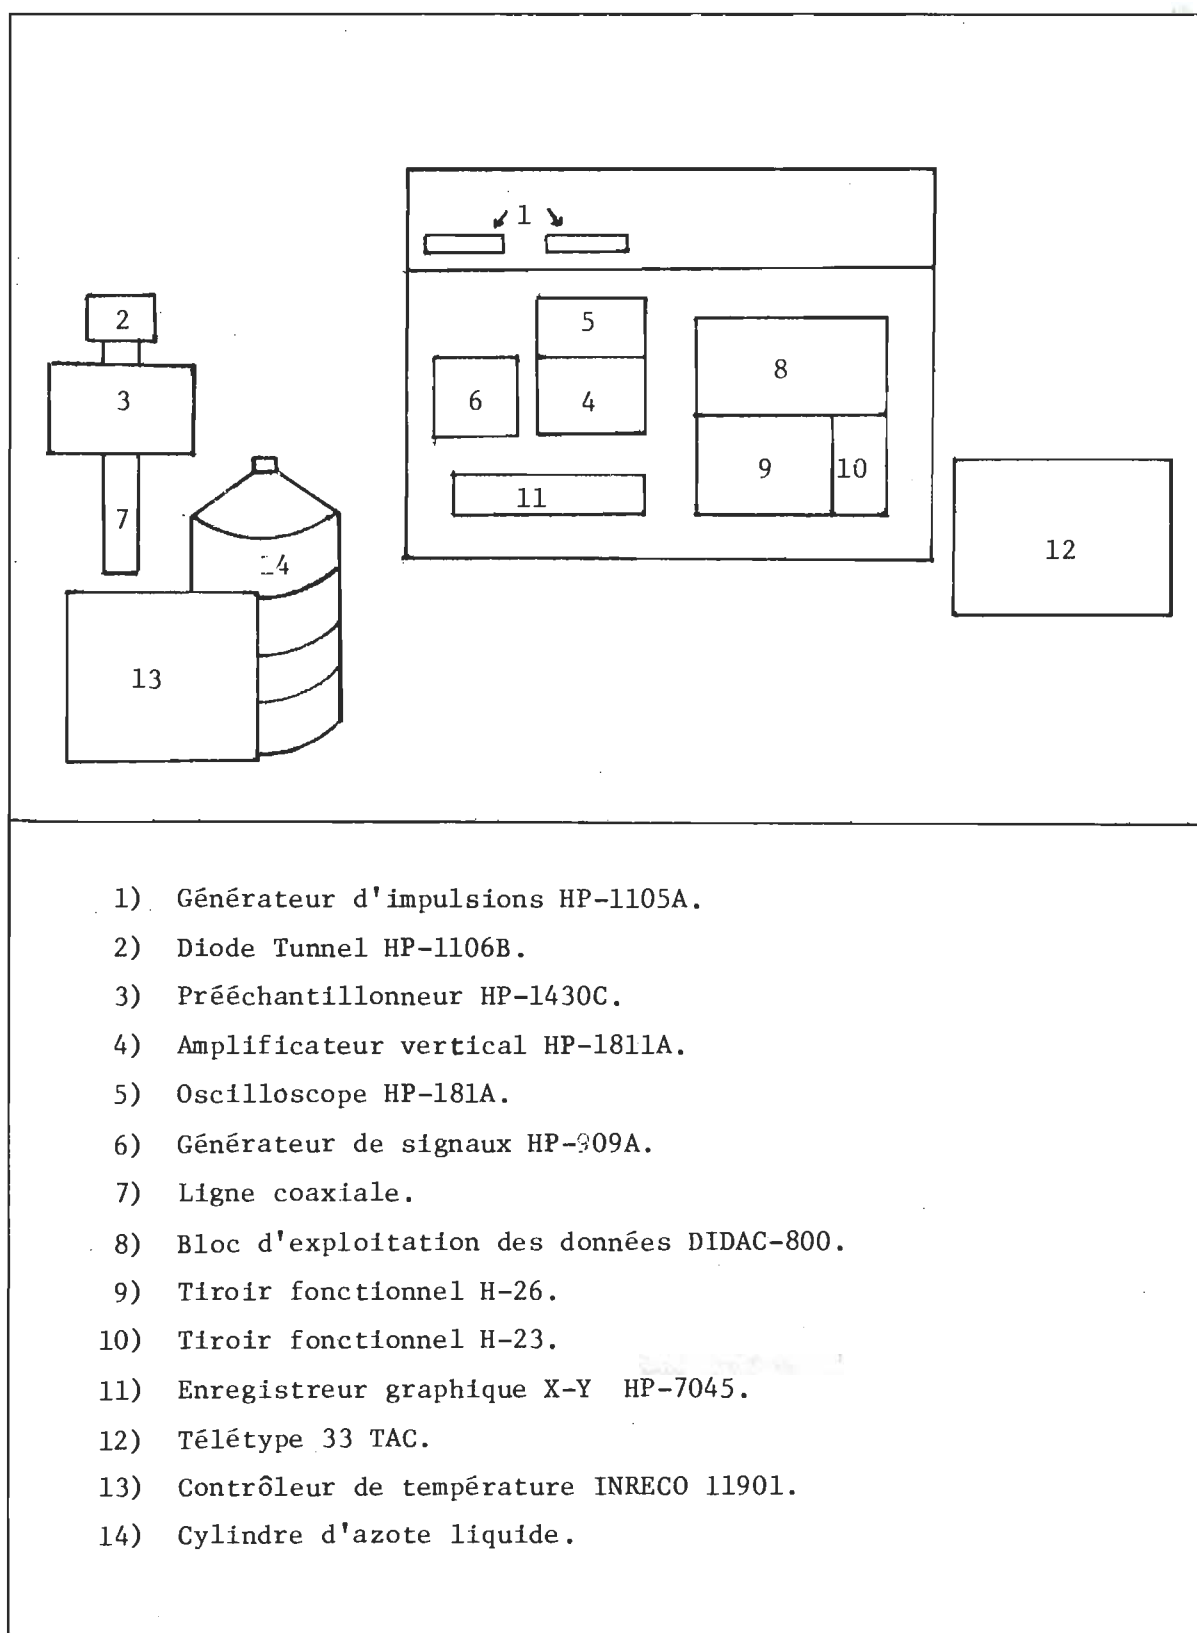 1
2
5
8
3
6
4
9
10
7
11
12
14
13
1) Générateur d'impulsions HP-1105A.
2) Diode Tunnel HP-1106B.
3) Prééchantillonneur HP-1430C.
4) Amplificateur vertical HP-1811A.
5) Oscilloscope HP-181A.
6) Générateur de signaux HP-909A.
7) Ligne coaxiale.
8) Bloc d'exploitation des données DIDAC-800.
9) Tiroir fonctionnel H-26.
10) Tiroir fonctionnel H-23.
11) Enregistreur graphique X-Y HP-7045.
12) Télétype 33 TAC.
13) Contrôleur de température INRECO 11901.
14) Cylindre d'azote liquide.